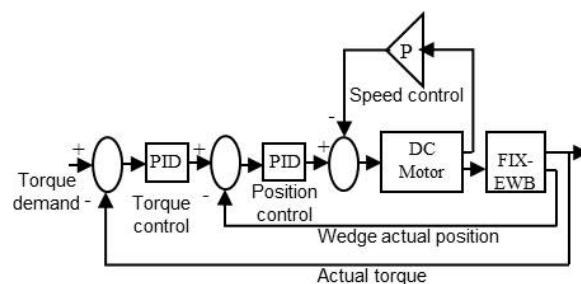 P
-
Speed control
+
PID
+
PID
+
DC
Motor
FIX-
EWB
Torque
demand
-
Torque
control
-
Position
control
Wedge actual position
Actual torque